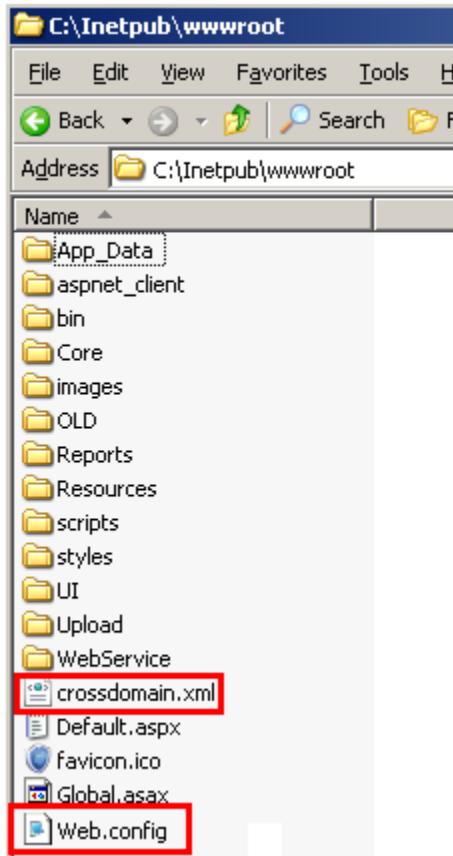 C:\Inetpub\wwwroot
File Edit View Favorites Tools
Back Search
Address C:\Inetpub\wwwroot
Name
App_Data
aspnet_client
bin
Core
images
OLD
Reports
Resources
scripts
styles
UI
Upload
WebService
crossdomain.xml
Default.aspx
favicon.ico
Global.asax
Web.config